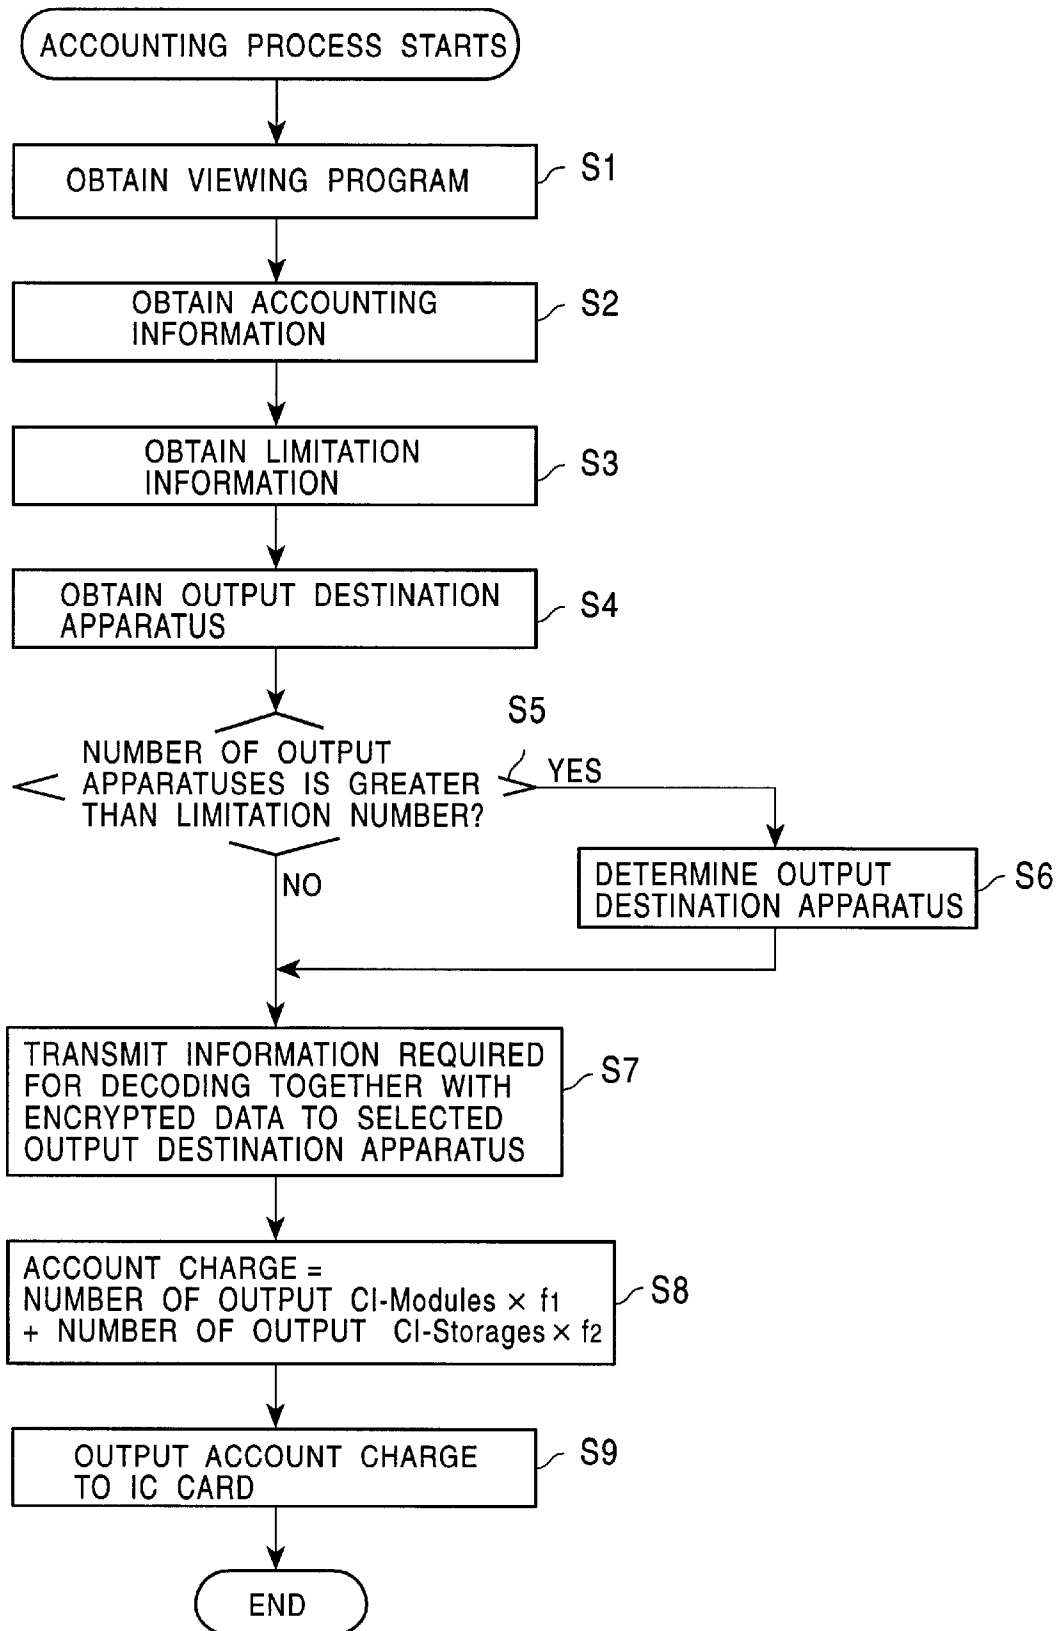 ACCOUNTING PROCESS STARTS
OBTAIN VIEWING PROGRAM
S1
OBTAIN ACCOUNTING
INFORMATION
S2
OBTAIN LIMITATION
INFORMATION
S3
OBTAIN OUTPUT DESTINATION
APPARATUS
S4
S5
NUMBER OF OUTPUT
APPARATUSES IS GREATER
THAN LIMITATION NUMBER?
YES
NO
DETERMINE OUTPUT
DESTINATION APPARATUS
S6
TRANSMIT INFORMATION REQUIRED
FOR DECODING TOGETHER WITH
ENCRYPTED DATA TO SELECTED
OUTPUT DESTINATION APPARATUS
S7
ACCOUNT CHARGE =
NUMBER OF OUTPUT CI-Modules × f1
+ NUMBER OF OUTPUT CI-Storages × f2
S8
OUTPUT ACCOUNT CHARGE
TO IC CARD
S9
END